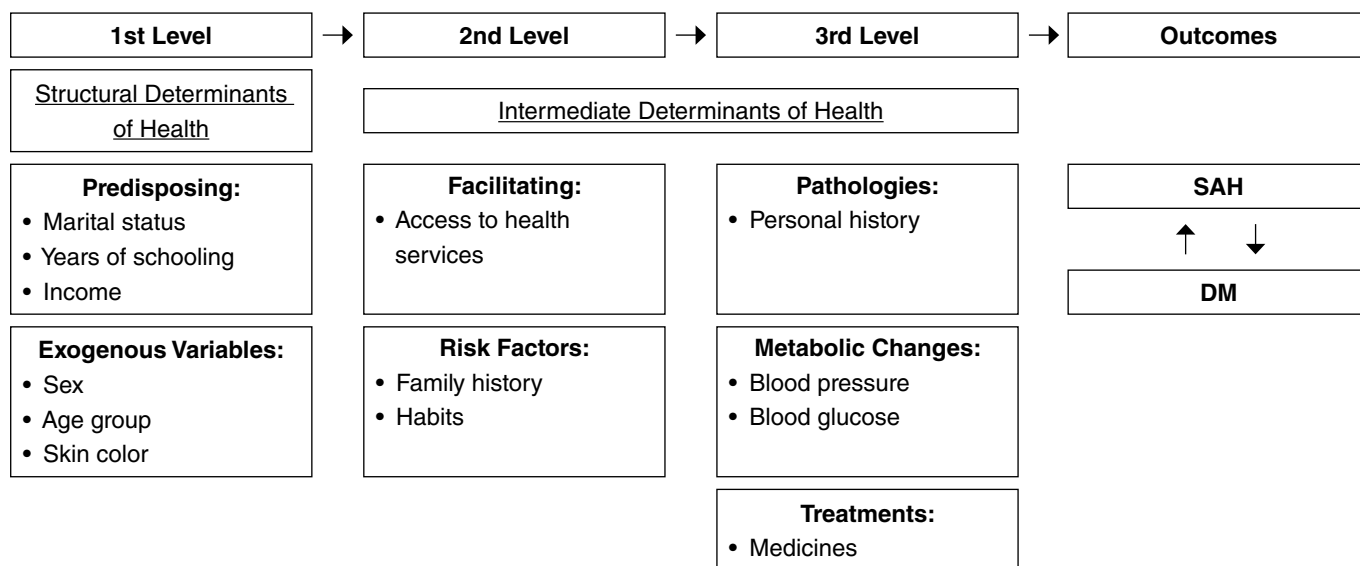 1st Level
2nd Level
3rd Level
Outcomes
Structural Determinants
of Health
Intermediate Determinants of Health
Predisposing:
• Marital status
• Years of schooling
• Income
Facilitating:
• Access to health
services
Pathologies:
• Personal history
SAH
DM
Exogenous Variables:
• Sex
• Age group
• Skin color
Risk Factors:
• Family history
• Habits
Metabolic Changes:
• Blood pressure
• Blood glucose
Treatments:
• Medicines